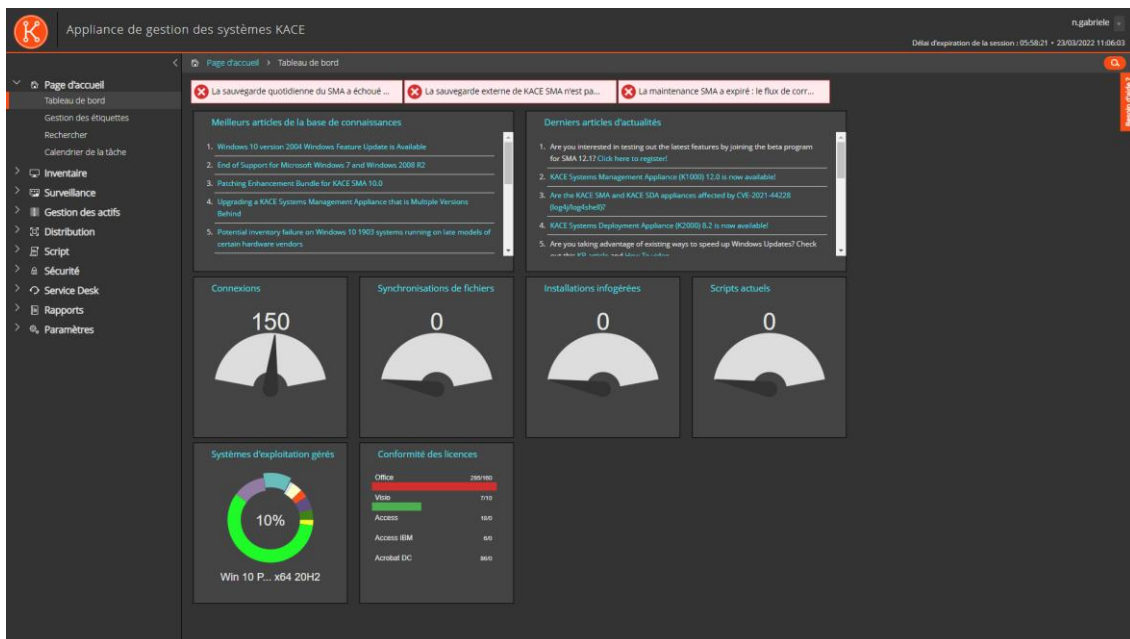 Appliance de gestion des systèmes KACE
n.gabriele
Délai d'expiration de la session : 05:58:21 • 23/03/2022 11:06:03
Page d'accueil > Tableau de bord
Besoin d'aide ?
Page d'accueil
Tableau de bord
Gestion des étiquettes
Rechercher
Calendrier de la tâche
Inventaire
Surveillance
Gestion des actifs
Distribution
Script
Sécurité
Service Desk
Rapports
Paramètres
La sauvegarde quotidienne du SMA a échoué ...
La sauvegarde externe de KACE SMA n'est pa...
La maintenance SMA a expiré : le flux de corr...
Meilleurs articles de la base de connaissances
1. Windows 10 version 2004 Windows Feature Update is Available
2. End of Support for Microsoft Windows 7 and Windows 2008 R2
3. Patching Enhancement Bundle for KACE SMA 10.0
4. Upgrading a KACE Systems Management Appliance that is Multiple Versions
Behind
5. Potential inventory failure on Windows 10 1903 systems running on late models of
certain hardware vendors
Derniers articles d'actualités
1. Are you interested in testing out the latest features by joining the beta program
for SMA 12.1? Click here to register!
2. KACE Systems Management Appliance (K1000) 12.0 is now available!
3. Are the KACE SMA and KACE SDA appliances affected by CVE-2021-44228
(log4j/log4shell)?
4. KACE Systems Deployment Appliance (K2000) 8.2 is now available!
5. Are you taking advantage of existing ways to speed up Windows Updates? Check
Connexions
150
Synchronisations de fichiers
0
Installations infogérées
0
Scripts actuels
0
Systèmes d'exploitation gérés
10%
Win 10 P... x64 20H2
Conformité des licences
Office
Visio 7/10
Access
Access IBM
Acrobat DC